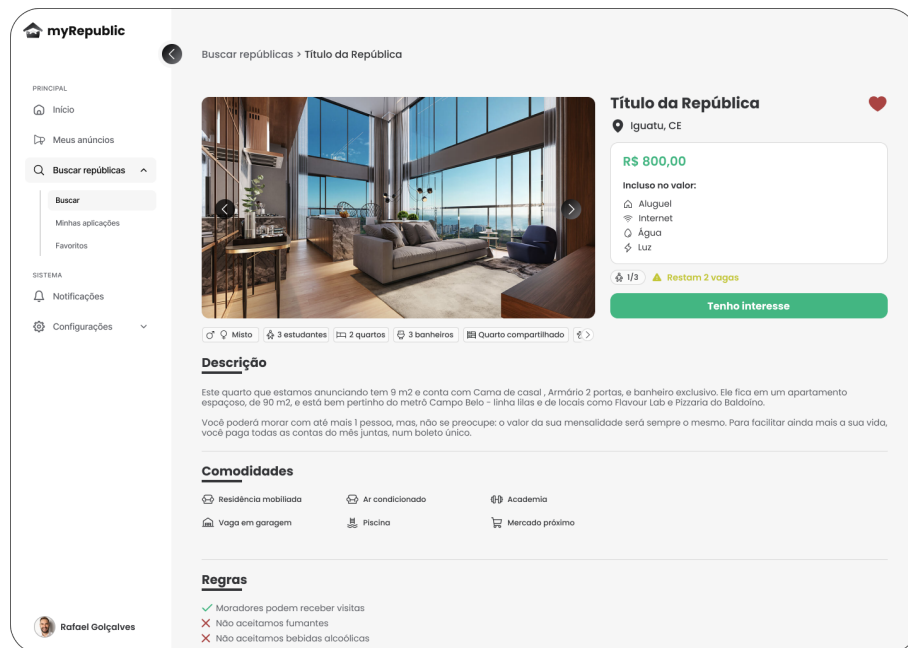 myRepublic
Buscar repúblicas > Título da República
PRINCIPAL
Início
Meus anúncios
Buscar repúblicas
Buscar
Minhas aplicações
Favoritos
SISTEMA
Notificações
Configurações
Rafael Golçalves
Título da República
Iguatu, CE
R$ 800,00
Incluso no valor:
Aluguel
Internet
Água
Luz
1/3
Restam 2 vagas
Tenho interesse
Misto
3 estudantes
2 quartos
3 banheiros
Quarto compartilhado
Descrição
Este quarto que estamos anunciando tem 9 m2 e conta com Cama de casal , Armário 2 portas, e banheiro exclusivo. Ele fica em um apartamento
espaçoso, de 90 m2, e está bem pertinho do metrô Campo Belo - linha lilas e de locais como Flavour Lab e Pizzaria do Baldoíno.
Você poderá morar com até mais 1 pessoa, mas, não se preocupe: o valor da sua mensalidade será sempre o mesmo. Para facilitar ainda mais a sua vida,
você paga todas as contas do mês juntas, num boleto único.
Comodidades
Residência mobiliada
Ar condicionado
Academia
Vaga em garagem
Piscina
Mercado próximo
Regras
Moradores podem receber visitas
Não aceitamos fumantes
Não aceitamos bebidas alcoólicas